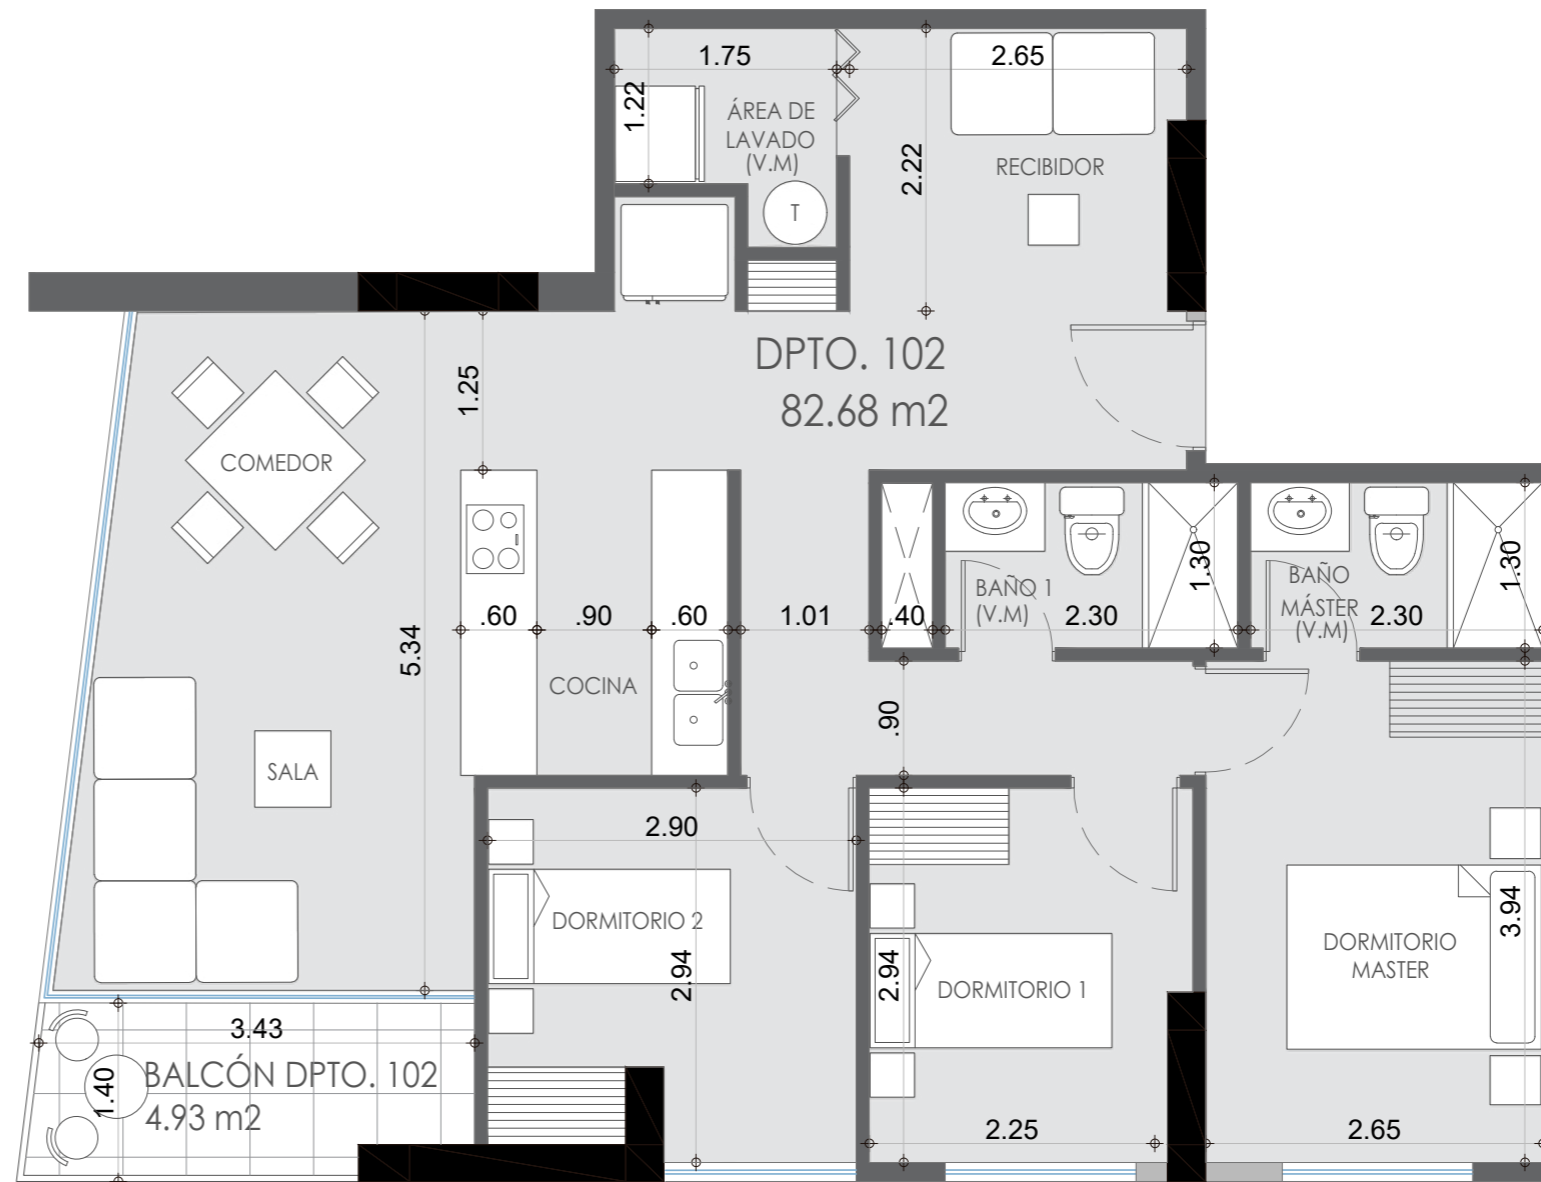 1.75
2.65
1.22
ÁREA DE
LAVADO
(V.M)
2.22
RECIBIDOR
T
DPTO. 102
82.68 m2
1.25
COMEDOR
5.34
.60
.90
.60
1.01
.40
BAÑO 1
(V.M)
2.30
1.30
BAÑO
MÁSTER
(V.M)
2.30
1.30
COCINA
.90
SALA
2.90
DORMITORIO 2
2.94
2.94
DORMITORIO 1
DORMITORIO
MASTER
3.94
3.43
BALCÓN DPTO. 102
4.93 m2
1.40
2.25
2.65